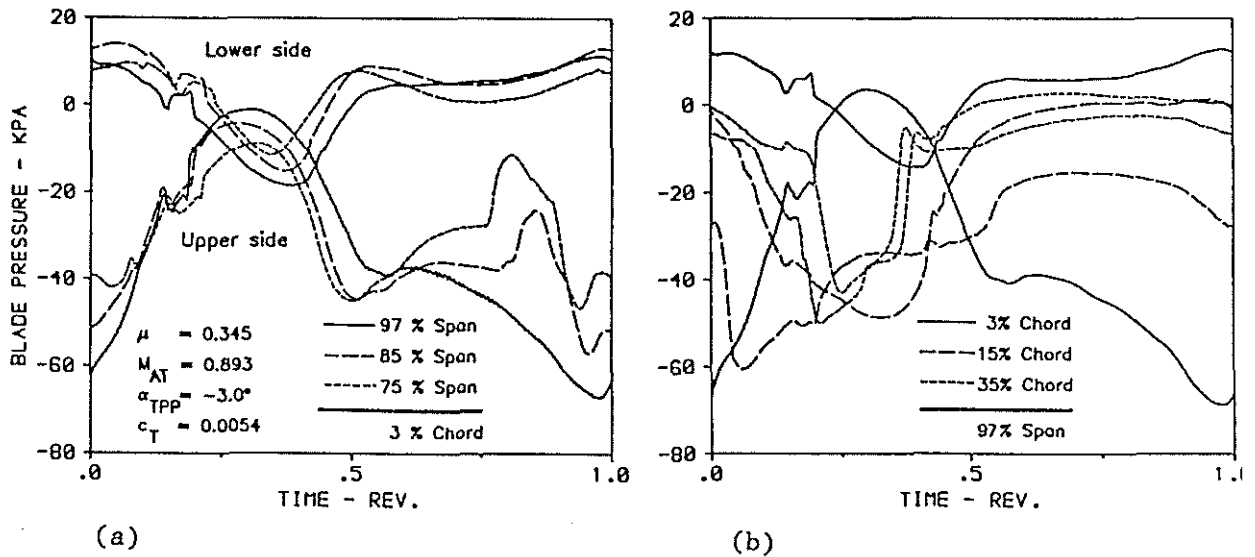 20
0
-20
-40
-60
-80
BLADE PRESSURE - KPA
Lower side
Upper side
μ = 0.345
M_AT = 0.893
α_TPP = -3.0°
c_T = 0.0054
97 % Span
85 % Span
75 % Span
3 % Chord
.0
.5
1.0
TIME - REV.
(a)
20
0
-20
-40
-60
-80
3% Chord
15% Chord
35% Chord
97% Span
.0
.5
1.0
TIME - REV.
(b)